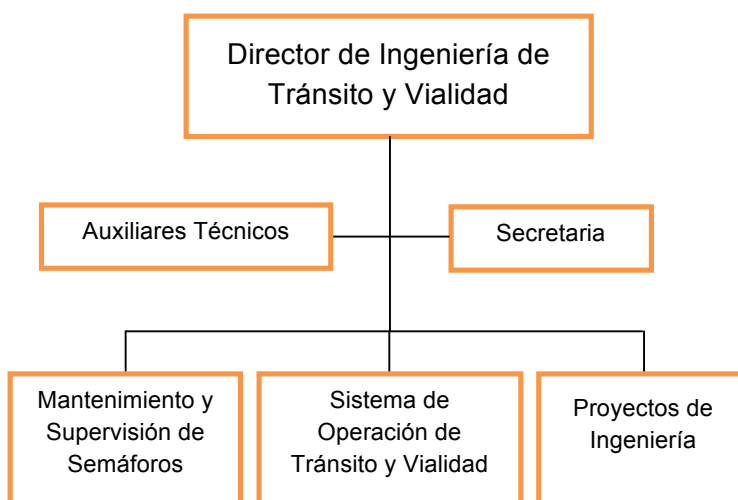 Director de Ingeniería de
Tránsito y Vialidad
Auxiliares Técnicos
Secretaria
Mantenimiento y
Supervisión de
Semáforos
Sistema de
Operación de
Tránsito y Vialidad
Proyectos de
Ingeniería